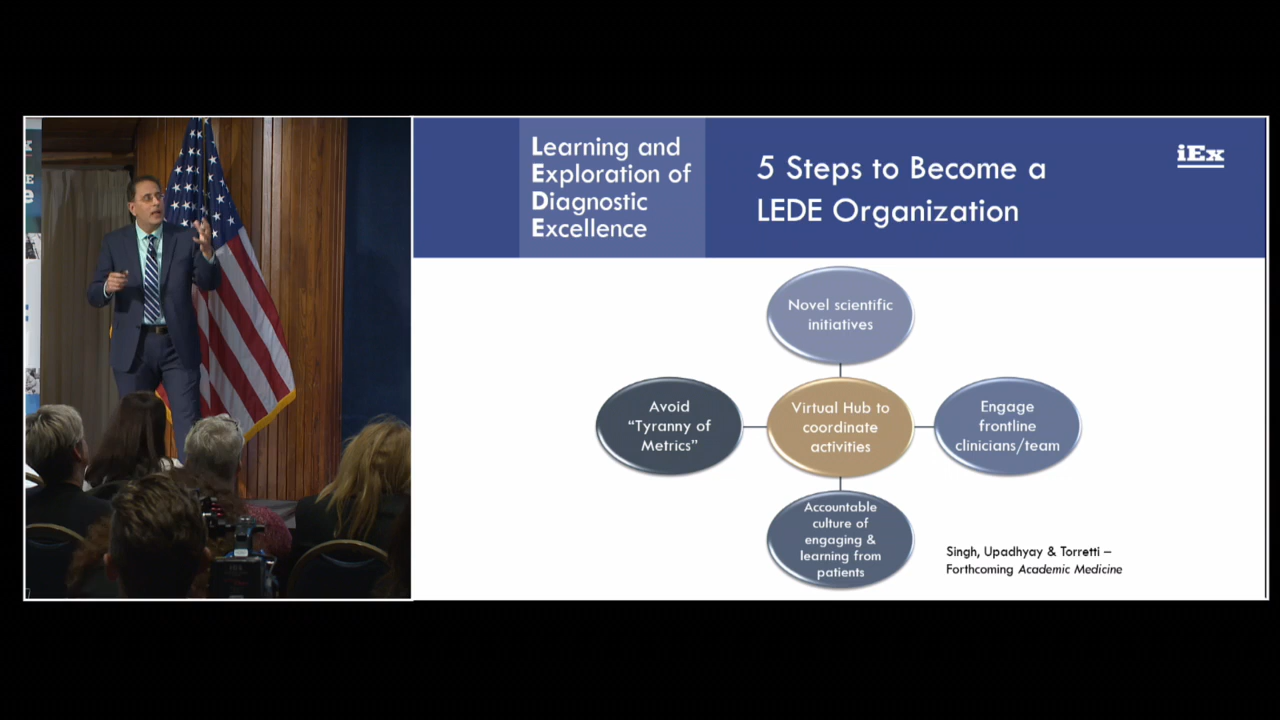 Learning and
Exploration of
Diagnostic
Excellence
5 Steps to Become a
LEDE Organization
iEx
Novel scientific
initiatives
Avoid
“Tyranny of
Metrics”
Virtual Hub to
coordinate
activities
Engage
frontline
clinicians/team
Accountable
culture of
engaging &
learning from
patients
Singh, Upadhyay & Torretti –
Forthcoming Academic Medicine